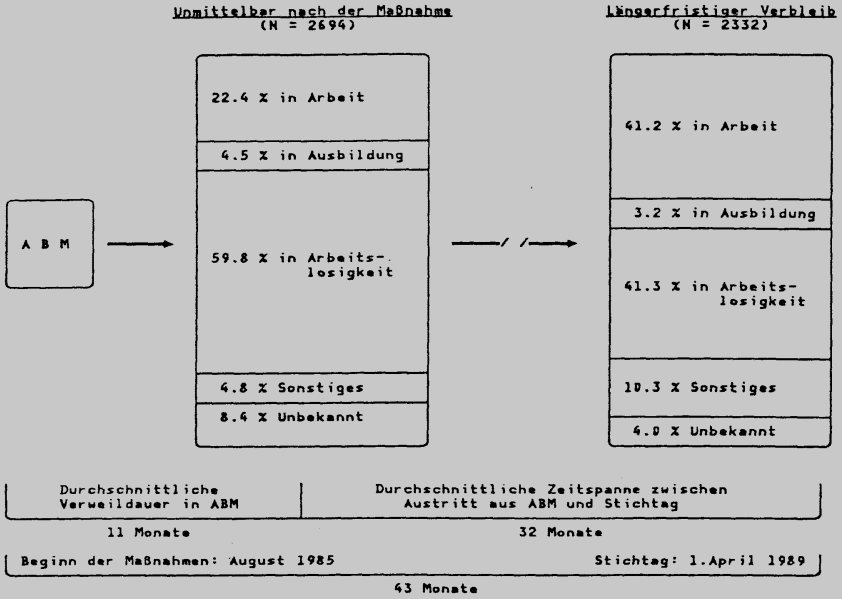 Unmittelbar nach der Maßnahme
(N = 2694)
Längerfristiger Verbleib
(N = 2332)
A B M
22.4 % in Arbeit
4.5 % in Ausbildung
59.8 % in Arbeits-
losigkeit
4.8 % Sonstiges
8.4 % Unbekannt
41.2 % in Arbeit
3.2 % in Ausbildung
41.3 % in Arbeits-
losigkeit
10.3 % Sonstiges
4.0 % Unbekannt
Durchschnittliche
Verweildauer in ABM
Durchschnittliche Zeitspanne zwischen
Austritt aus ABM und Stichtag
11 Monate
32 Monate
Beginn der Maßnahmen: August 1985
Stichtag: 1.April 1989
43 Monate